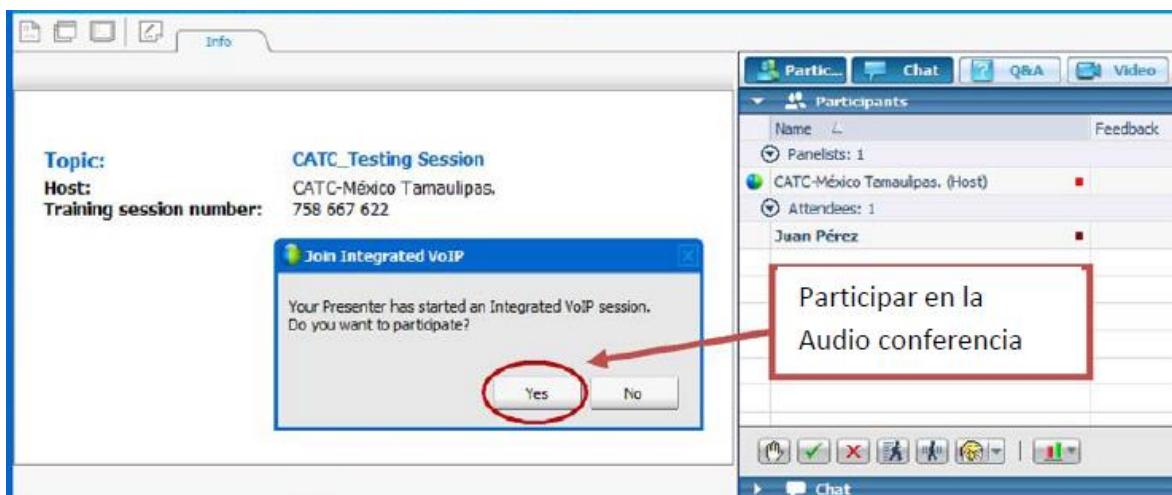 Info
Topic: CATC_Testing Session
Host: CATC-México Tamaulipas.
Training session number: 758 667 622
Join Integrated VoIP
Your Presenter has started an Integrated VoIP session.
Do you want to participate?
Yes No
Partic... Chat Q&A Video
Participants
Name Feedback
Panelists: 1
CATC-México Tamaulipas. (Host)
Attendees: 1
Juan Pérez
Participar en la
Audio conferencia
Chat